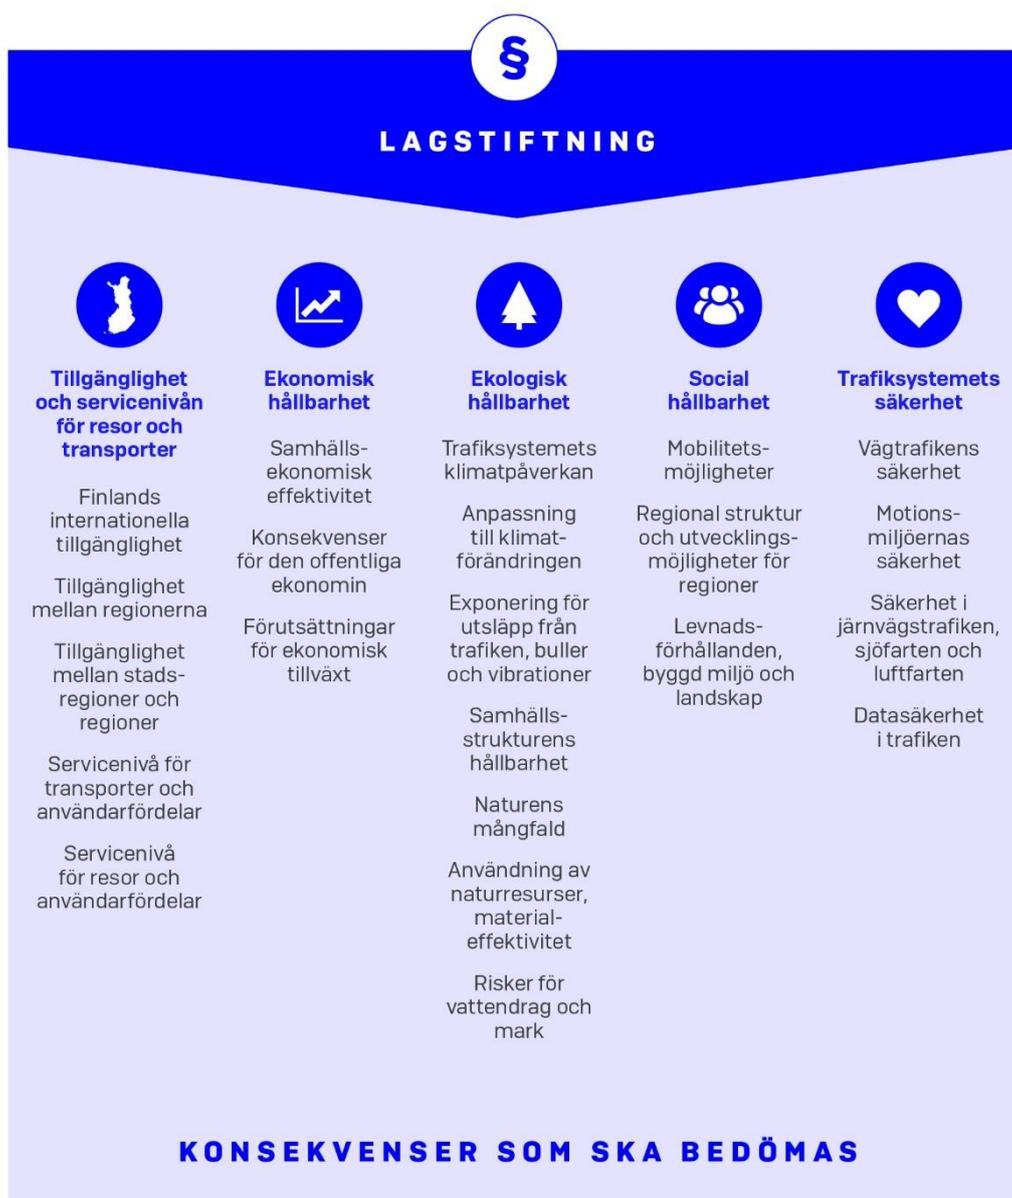 §
LAGSTIFTNING
Tillgänglighet
och servicenivån
för resor och
transporter
Finlands
internationella
tillgänglighet
Tillgänglighet
mellan regionerna
Tillgänglighet
mellan stads-
regioner och
regioner
Servicenivå för
transporter och
användarfördelar
Servicenivå
för resor och
användarfördelar
Ekonomisk
hållbarhet
Samhälls-
ekonomisk
effektivitet
Konsekvenser
för den offentliga
ekonomin
Förutsättningar
för ekonomisk
tillväxt
Ekologisk
hållbarhet
Trafiksystemets
klimatpåverkan
Anpassning
till klimat-
förändringen
Exponering för
utsläpp från
trafiken, buller
och vibrationer
Samhälls-
strukturens
hållbarhet
Naturens
mångfald
Användning av
naturresurser,
material-
effektivitet
Risker för
vattendrag och
mark
Social
hållbarhet
Mobilitets-
möjligheter
Regional struktur
och utvecklings-
möjligheter för
regioner
Levnads-
förhållanden,
byggd miljö och
landskap
Trafiksystemets
säkerhet
Vägtrafikens
säkerhet
Motions-
miljöernas
säkerhet
Säkerhet i
järnvägstrafiken,
sjöfarten och
luftfarten
Datasäkerhet
i trafiken
KONSEKVENSER SOM SKA BEDÖMAS